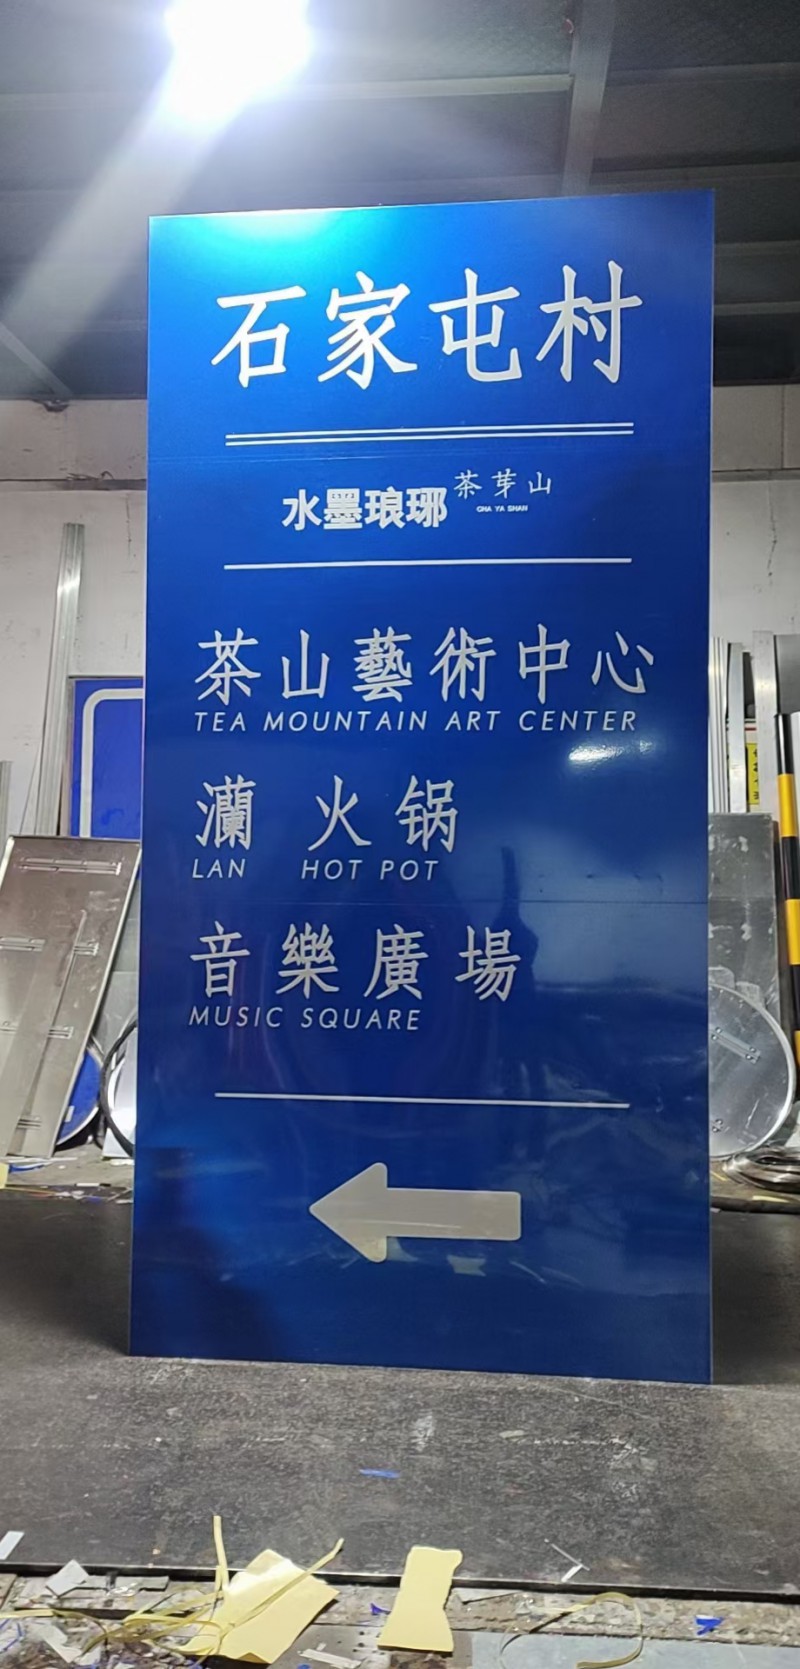 石家屯村
水墨琅琊 茶芽山
CHA YA SHAN
茶山藝術中心
TEA MOUNTAIN ART CENTER
灡 火锅
LAN HOT POT
音樂廣場
MUSIC SQUARE